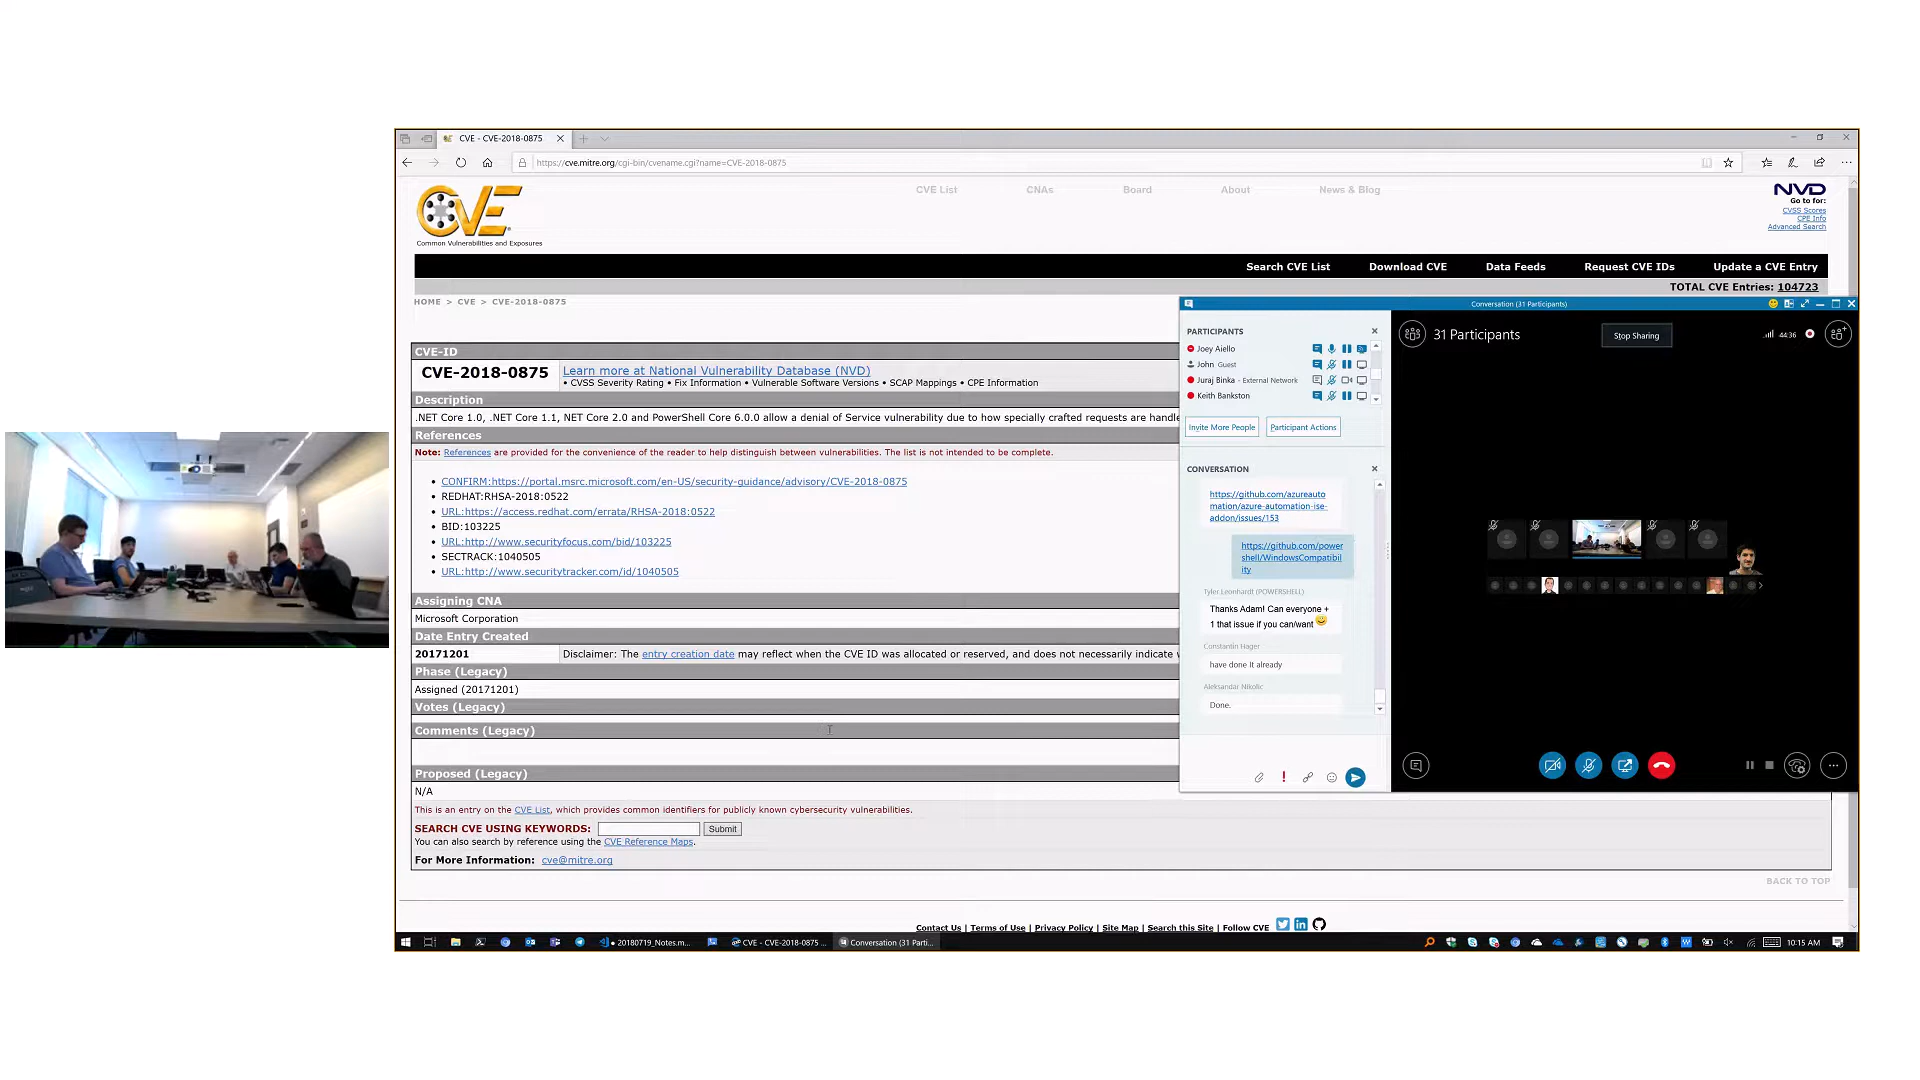 CVE - CVE-2018-0875
https://cve.mitre.org/cgi-bin/cvename.cgi?name=CVE-2018-0875
CVE
Common Vulnerabilities and Exposures
CVE List
CNAs
Board
About
News & Blog
NVD
Go to for:
CVSS Scores
CPE Info
Advanced Search
Search CVE List
Download CVE
Data Feeds
Request CVE IDs
Update a CVE Entry
TOTAL CVE Entries: 104723
HOME > CVE > CVE-2018-0875
CVE-ID
CVE-2018-0875
Learn more at National Vulnerability Database (NVD)
• CVSS Severity Rating • Fix Information • Vulnerable Software Versions • SCAP Mappings • CPE Information
Description
.NET Core 1.0, .NET Core 1.1, NET Core 2.0 and PowerShell Core 6.0.0 allow a denial of Service vulnerability due to how specially crafted requests are handle
References
Note: References are provided for the convenience of the reader to help distinguish between vulnerabilities. The list is not intended to be complete.
• CONFIRM:https://portal.msrc.microsoft.com/en-US/security-guidance/advisory/CVE-2018-0875
• REDHAT:RHSA-2018:0522
• URL:https://access.redhat.com/errata/RHSA-2018:0522
• BID:103225
• URL:http://www.securityfocus.com/bid/103225
• SECTRACK:1040505
• URL:http://www.securitytracker.com/id/1040505
Assigning CNA
Microsoft Corporation
Date Entry Created
20171201
Disclaimer: The entry creation date may reflect when the CVE ID was allocated or reserved, and does not necessarily indicate
Phase (Legacy)
Assigned (20171201)
Votes (Legacy)
Comments (Legacy)
Proposed (Legacy)
N/A
This is an entry on the CVE List, which provides common identifiers for publicly known cybersecurity vulnerabilities.
SEARCH CVE USING KEYWORDS:
Submit
You can also search by reference using the CVE Reference Maps.
For More Information: cve@mitre.org
BACK TO TOP
Contact Us | Terms of Use | Privacy Policy | Site Map | Search this Site | Follow CVE
Conversation (31 Participants)
PARTICIPANTS
Joey Aiello
John Guest
Juraj Binka - External Network
Keith Bankston
Invite More People
Participant Actions
CONVERSATION
https://github.com/azureauto
mation/azure-automation-ise-
addon/issues/153
https://github.com/power
shell/WindowsCompatibil
ity
Tyler Leonhardt (POWERSHELL)
Thanks Adam! Can everyone +
1 that issue if you can/want
Constantin Hager
have done It already
Aleksandar Nikolic
Done.
31 Participants
Stop Sharing
44:36
20180719_Notes.m...
CVE - CVE-2018-0875 ...
Conversation (31 Parti...
10:15 AM